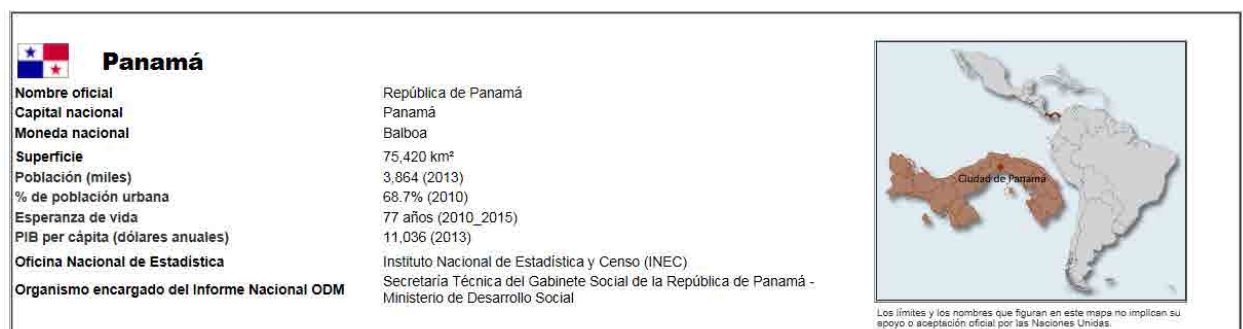 Panamá
Nombre oficial República de Panamá
Capital nacional Panamá
Moneda nacional Balboa
Superficie 75,420 km²
Población (miles) 3,864 (2013)
% de población urbana 68.7% (2010)
Esperanza de vida 77 años (2010_2015)
PIB per cápita (dólares anuales) 11,036 (2013)
Oficina Nacional de Estadística Instituto Nacional de Estadística y Censo (INEC)
Organismo encargado del Informe Nacional ODM Secretaría Técnica del Gabinete Social de la República de Panamá -
Ministerio de Desarrollo Social
Ciudad de Panamá
Los límites y los nombres que figuran en este mapa no implican su
apoyo o aceptación oficial por las Naciones Unidas.